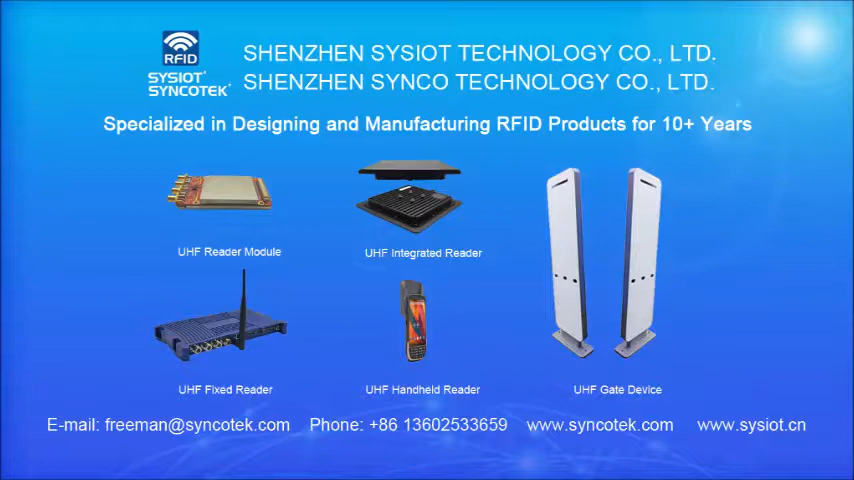 RFID
SYSIOT®
SYNCOTEK®
SHENZHEN SYSIOT TECHNOLOGY CO., LTD.
SHENZHEN SYNCO TECHNOLOGY CO., LTD.
Specialized in Designing and Manufacturing RFID Products for 10+ Years
UHF Reader Module
UHF Integrated Reader
UHF Fixed Reader
UHF Handheld Reader
UHF Gate Device
E-mail: freeman@syncotek.com Phone: +86 13602533659 www.syncotek.com www.sysiot.cn